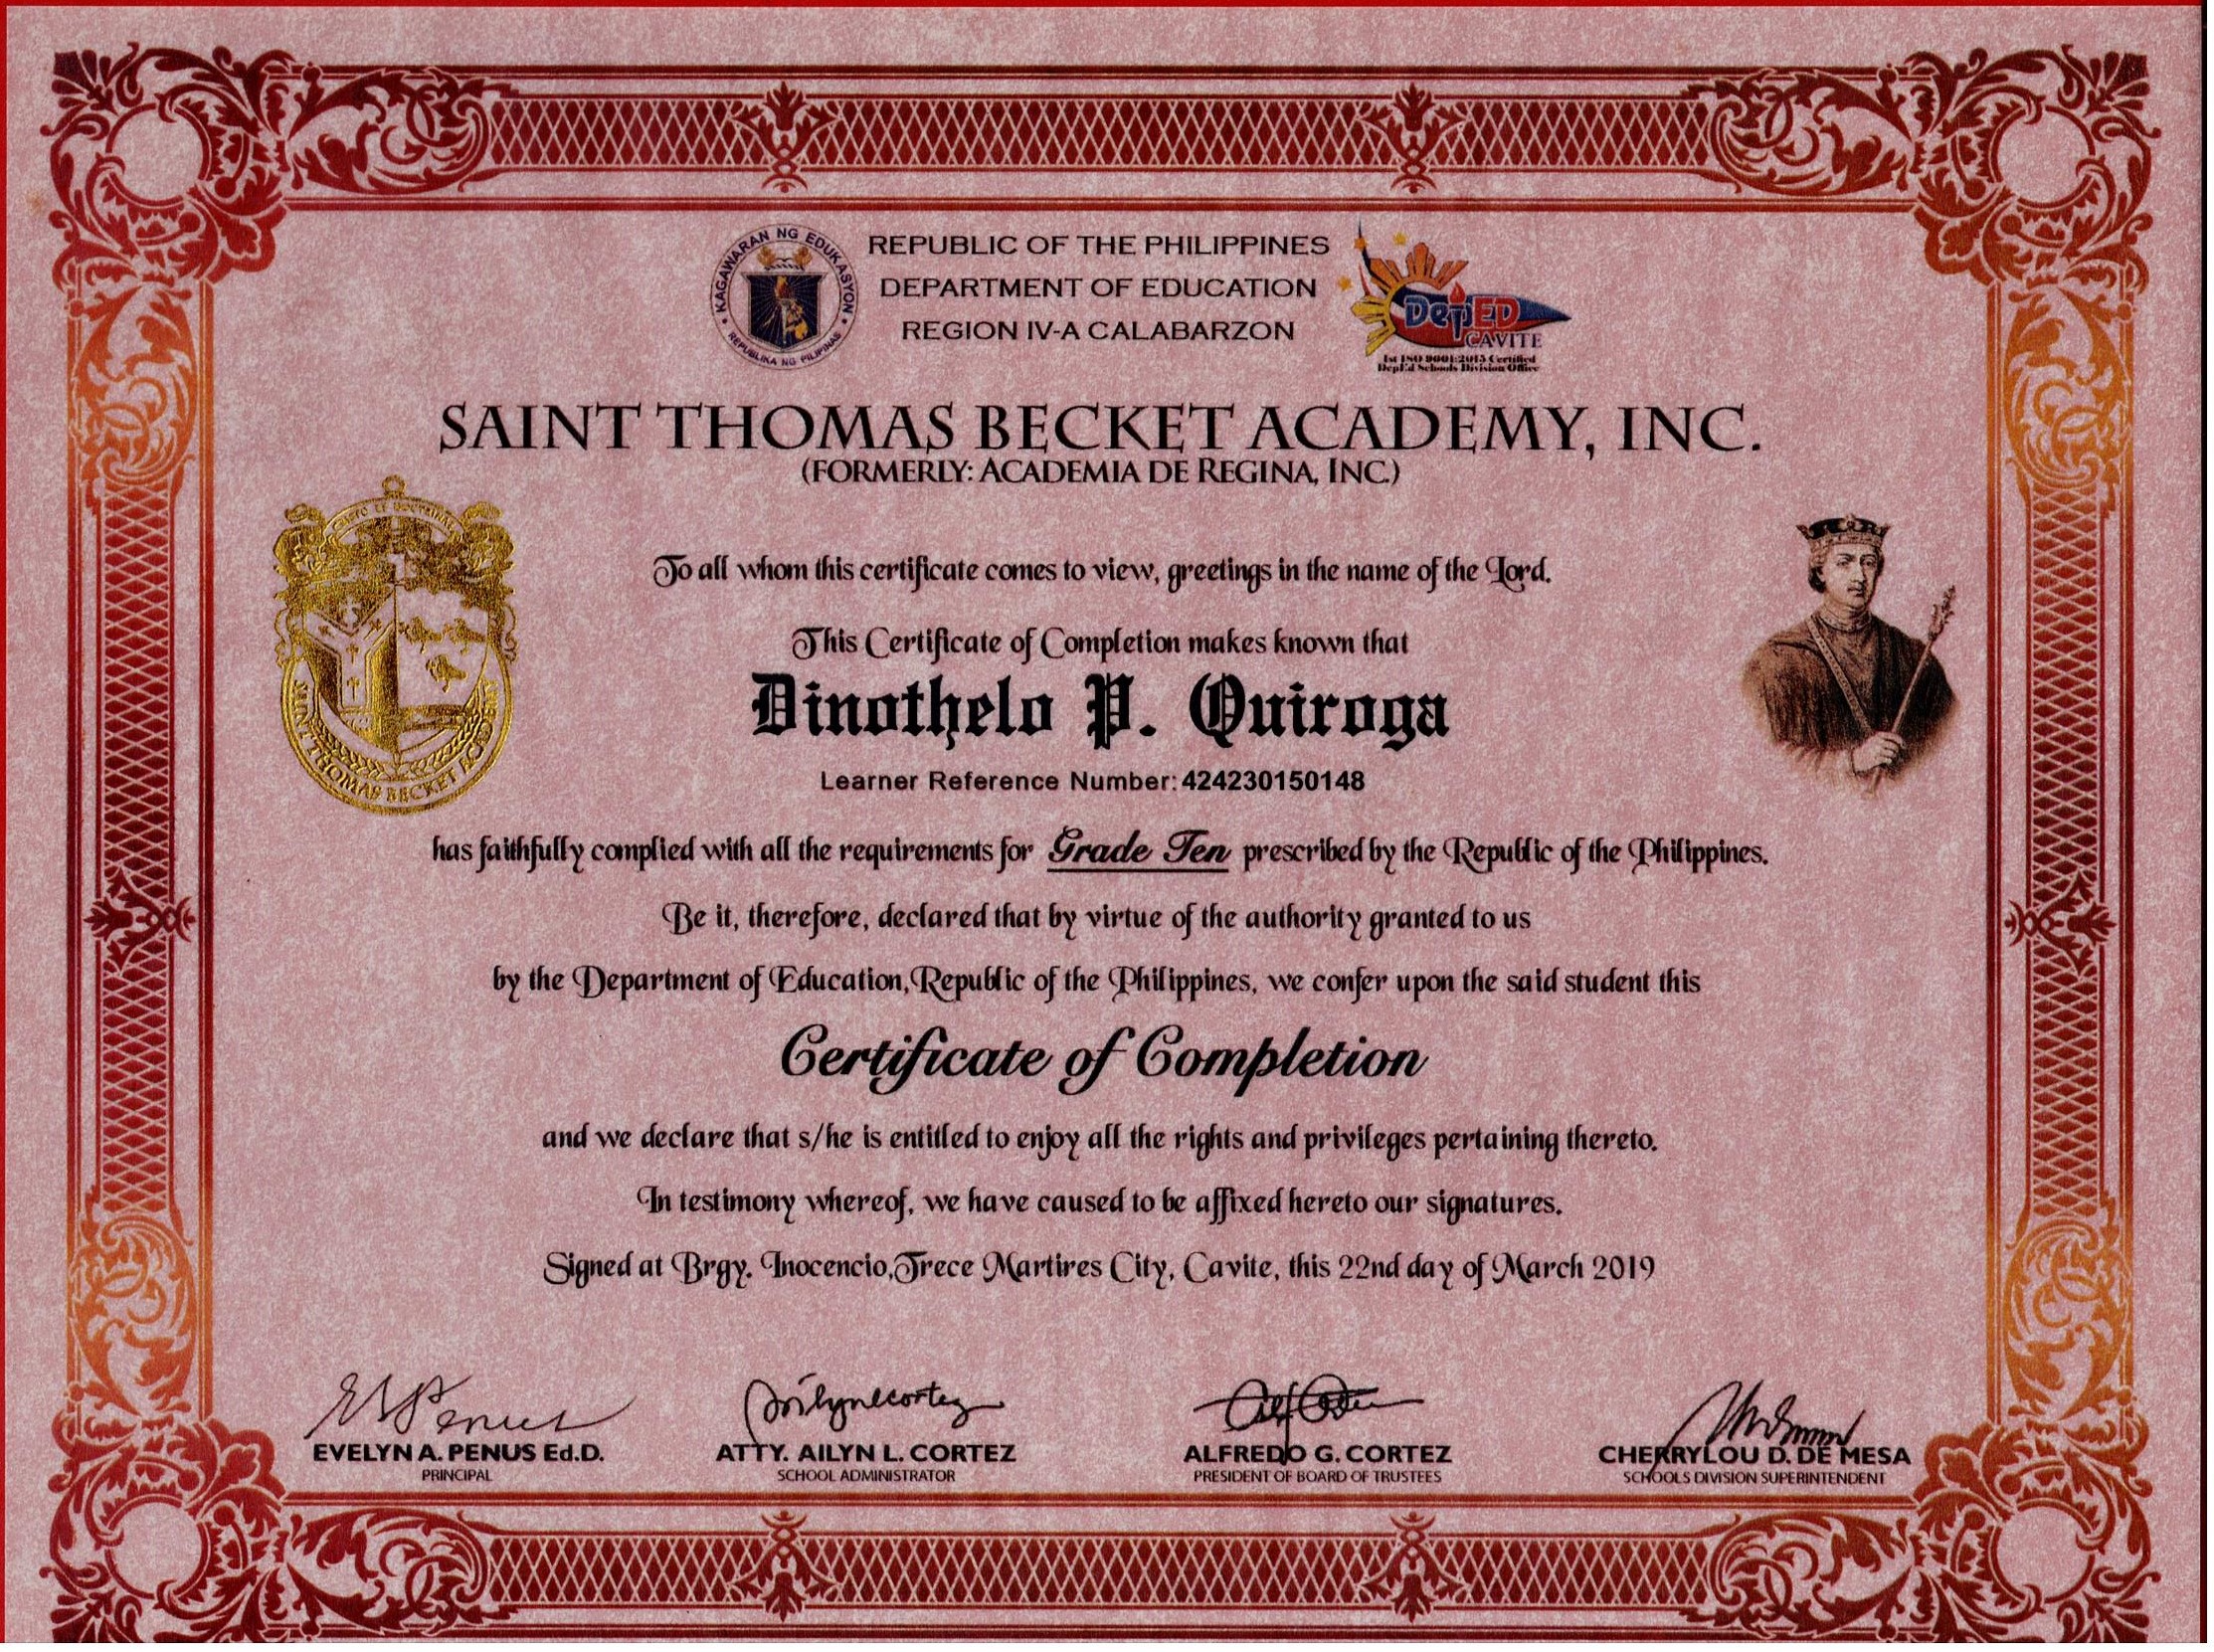 KAGAWARAN NG EDUKASYON
REPUBLIKA NG PILIPINAS
REPUBLIC OF THE PHILIPPINES
DEPARTMENT OF EDUCATION
REGION IV-A CALABARZON
DepED
CAVITE
1st ISO 9001:2015 Certified
DepEd Schools Division Office
SAINT THOMAS BECKET ACADEMY, INC.
(FORMERLY: ACADEMIA DE REGINA, INC.)
SAINT THOMAS BECKET ACADEMY
To all whom this certificate comes to view, greetings in the name of the Lord.
This Certificate of Completion makes known that
Dinothelo P. Quiroga
Learner Reference Number: 424230150148
has faithfully complied with all the requirements for Grade Ten prescribed by the Republic of the Philippines.
Be it, therefore, declared that by virtue of the authority granted to us
by the Department of Education, Republic of the Philippines, we confer upon the said student this
Certificate of Completion
and we declare that s/he is entitled to enjoy all the rights and privileges pertaining thereto.
In testimony whereof, we have caused to be affixed hereto our signatures.
Signed at Brgy. Inocencio, Trece Martires City, Cavite, this 22nd day of March 2019
EVELYN A. PENUS Ed.D.
PRINCIPAL
ATTY. AILYN L. CORTEZ
SCHOOL ADMINISTRATOR
ALFREDO G. CORTEZ
PRESIDENT OF BOARD OF TRUSTEES
CHERRYLOU D. DE MESA
SCHOOLS DIVISION SUPERINTENDENT